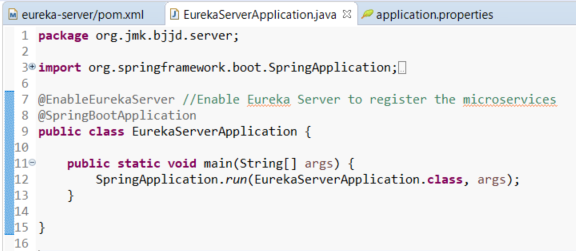 eureka-server/pom.xml EurekaServerApplication.java application.properties
1 package org.jmk.bjjd.server;
2
3 import org.springframework.boot.SpringApplication;
6
7 @EnableEurekaServer //Enable Eureka Server to register the microservices
8 @SpringBootApplication
9 public class EurekaServerApplication {
10
11 public static void main(String[] args) {
12 SpringApplication.run(EurekaServerApplication.class, args);
13 }
14
15 }
16